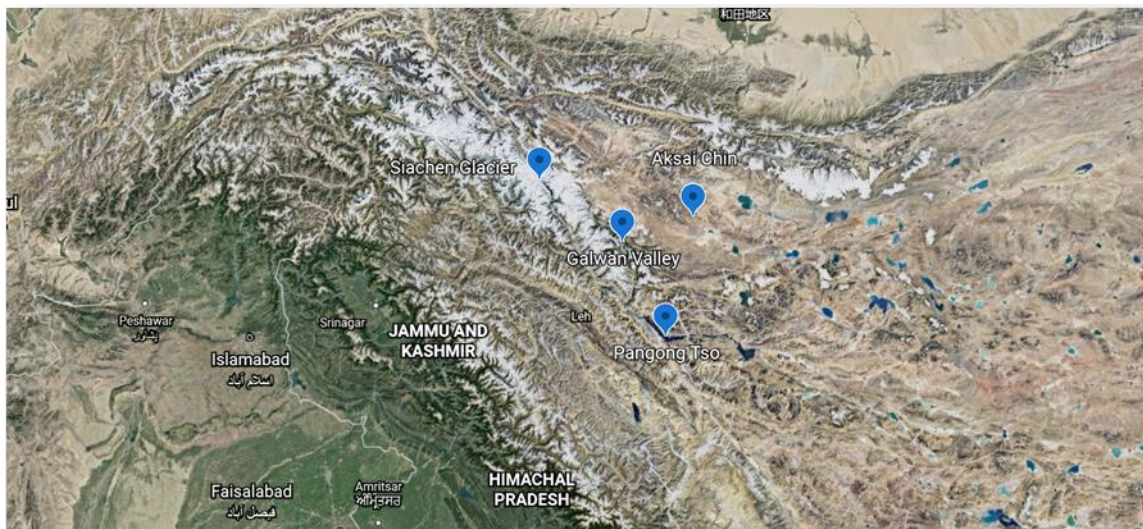 和田地区
ul
Siachen Glacier
Aksai Chin
Galwan Valley
Peshawar
پشاور
Srinagar
Leh
JAMMU AND
KASHMIR
Islamabad
اسلام آباد
Pangong Tso
HIMACHAL
PRADESH
Faisalabad
فیصل آباد
Amritsar
ਅੰਮ੍ਰਿਤਸਰ